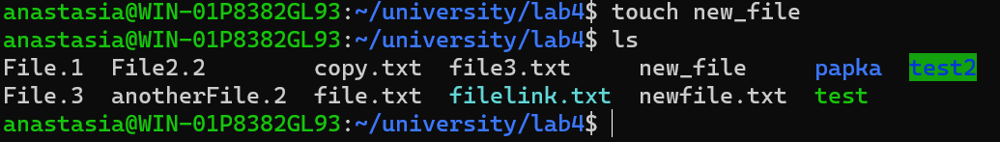 anastasia@WIN-01P8382GL93:~/university/lab4$ touch new_file
anastasia@WIN-01P8382GL93:~/university/lab4$ ls
File.1  File2.2        copy.txt  file3.txt     new_file     papka  test2
File.3  anotherFile.2  file.txt  filelink.txt  newfile.txt  test
anastasia@WIN-01P8382GL93:~/university/lab4$